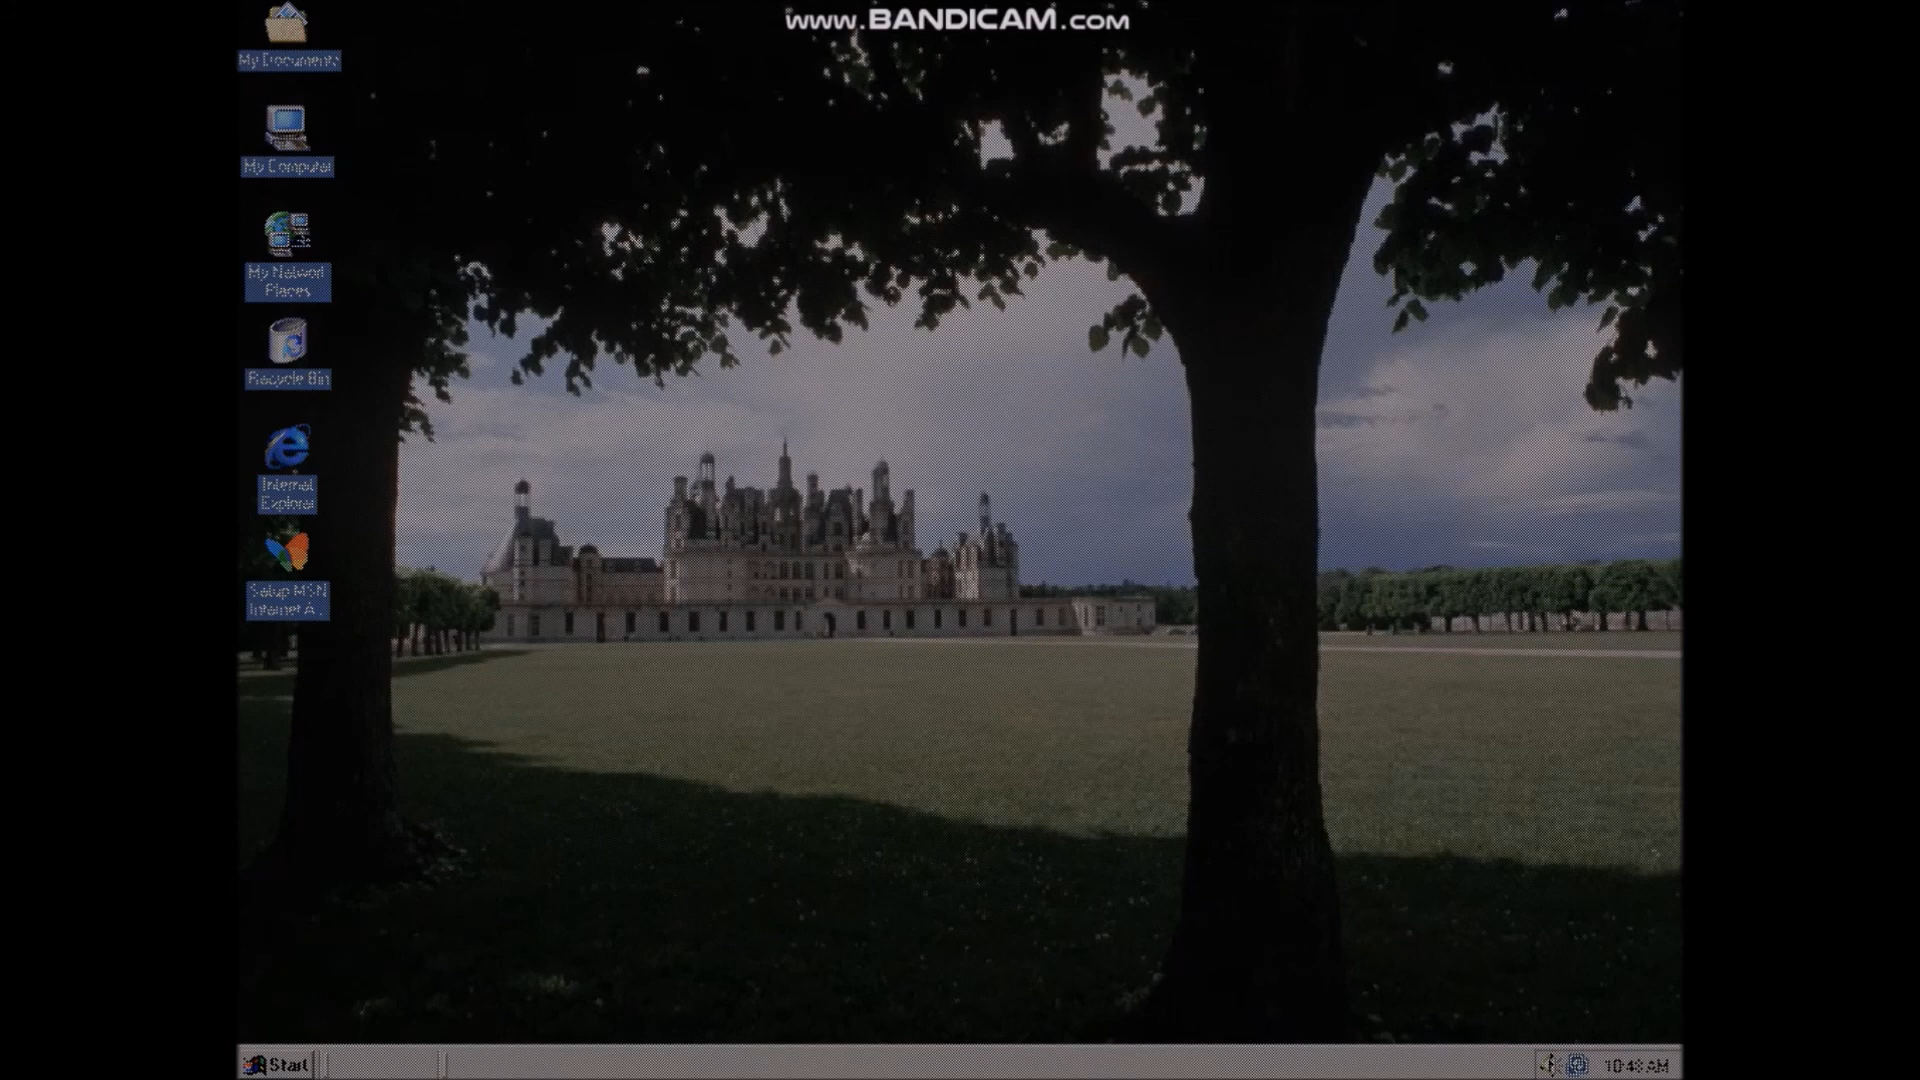 www.BANDICAM.com
My Documents
My Computer
My Network
Places
Recycle Bin
Internet
Explorer
Setup MSN
Internet A...
Start
10:48 AM